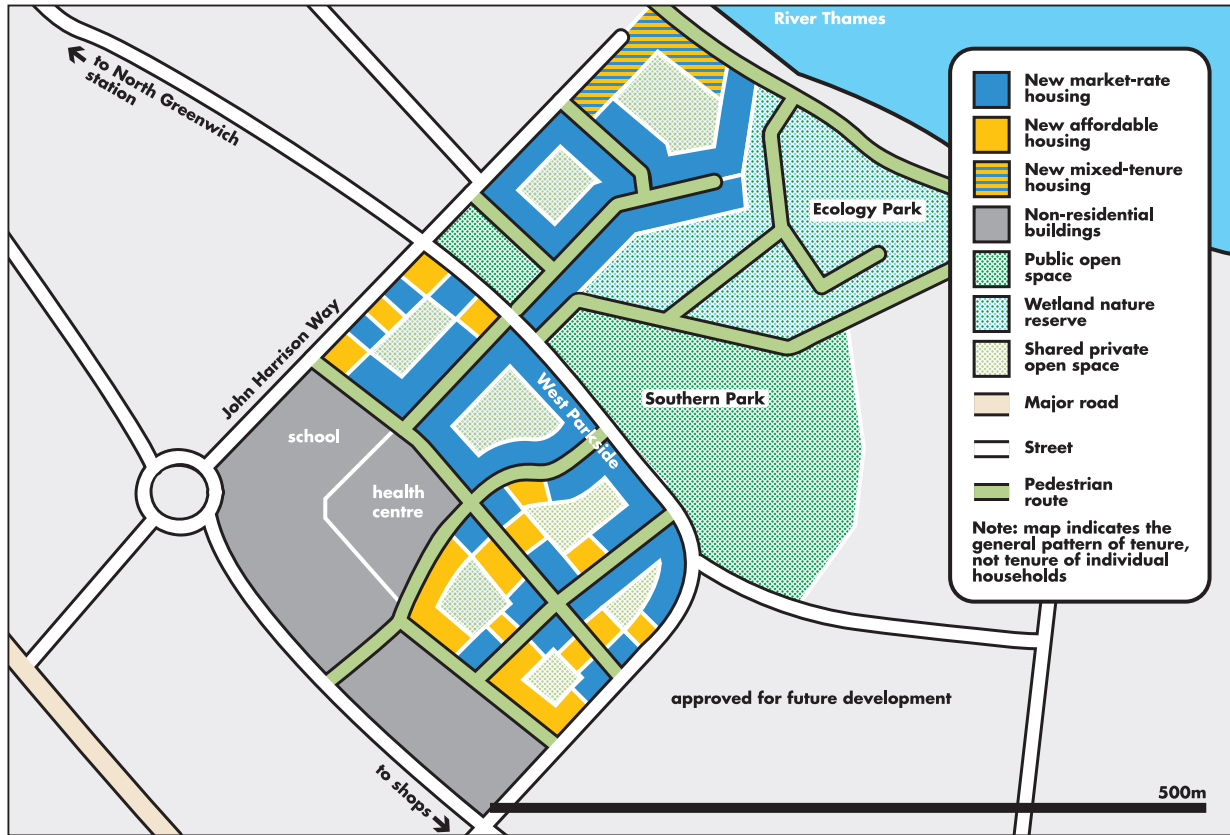 River Thames
to North Greenwich
station
John Harrison Way
Ecology Park
Southern Park
West Parkside
school
health
centre
approved for future development
to shops
500m
New market-rate
housing
New affordable
housing
New mixed-tenure
housing
Non-residential
buildings
Public open
space
Wetland nature
reserve
Shared private
open space
Major road
Street
Pedestrian
route
Note: map indicates the
general pattern of tenure,
not tenure of individual
households